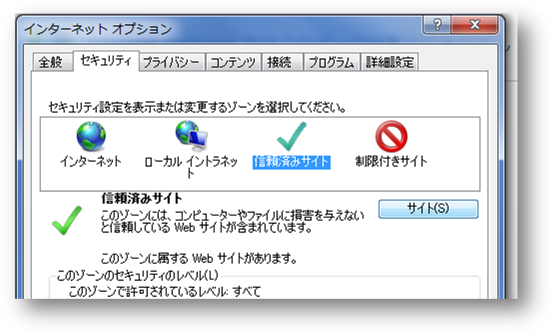 インターネット オプション
全般 セキュリティ プライバシー コンテンツ 接続 プログラム 詳細設定
セキュリティ設定を表示または変更するゾーンを選択してください。
インターネット ローカル イントラネット 信頼済みサイト 制限付きサイト
信頼済みサイト
サイト(S)
このゾーンには、コンピューターやファイルに損害を与えない
と信頼している Web サイトが含まれています。
このゾーンに属する Web サイトがあります。
このゾーンのセキュリティのレベル(L)
このゾーンで許可されているレベル: すべて